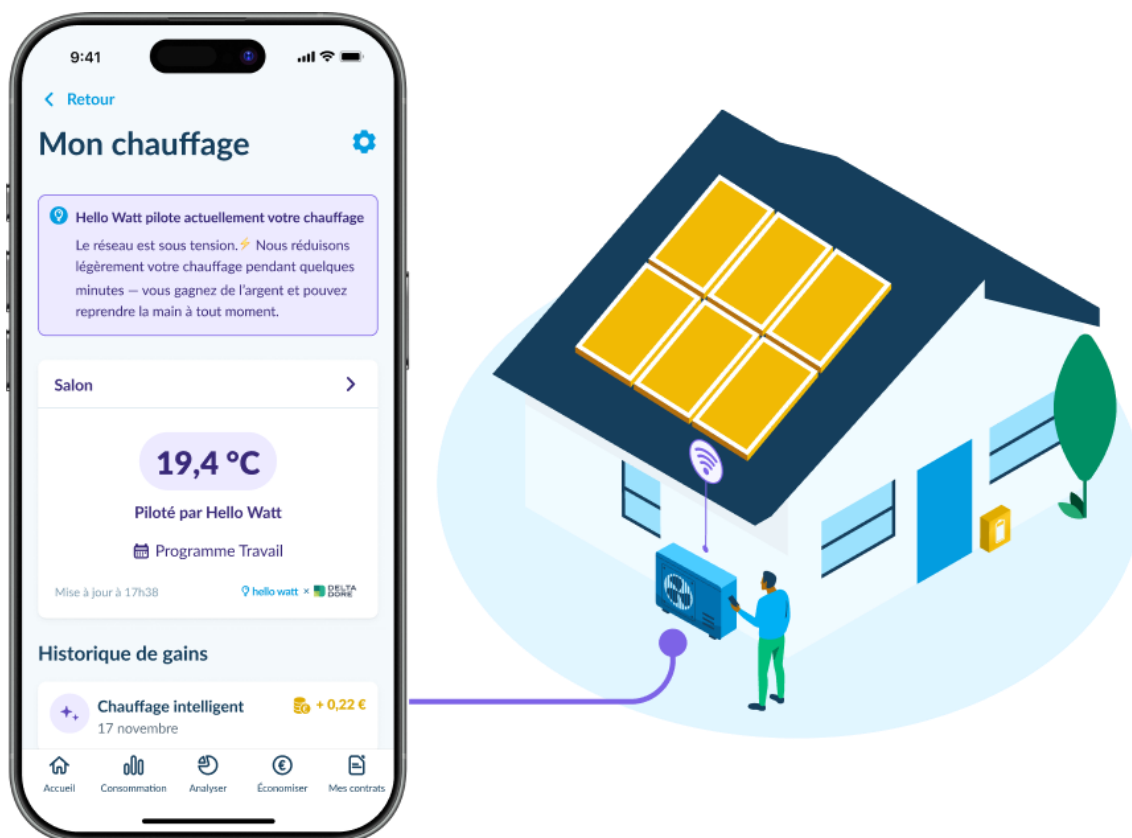 9:41
Retour
Mon chauffage
Hello Watt pilote actuellement votre chauffage
Le réseau est sous tension.⚡ Nous réduisons
légèrement votre chauffage pendant quelques
minutes — vous gagnez de l'argent et pouvez
reprendre la main à tout moment.
Salon
19,4 °C
Piloté par Hello Watt
Programme Travail
Mise à jour à 17h38
hello watt × DELTA
DORE
Historique de gains
Chauffage intelligent
+ 0,22 €
17 novembre
Accueil Consommation Analyser Économiser Mes contrats